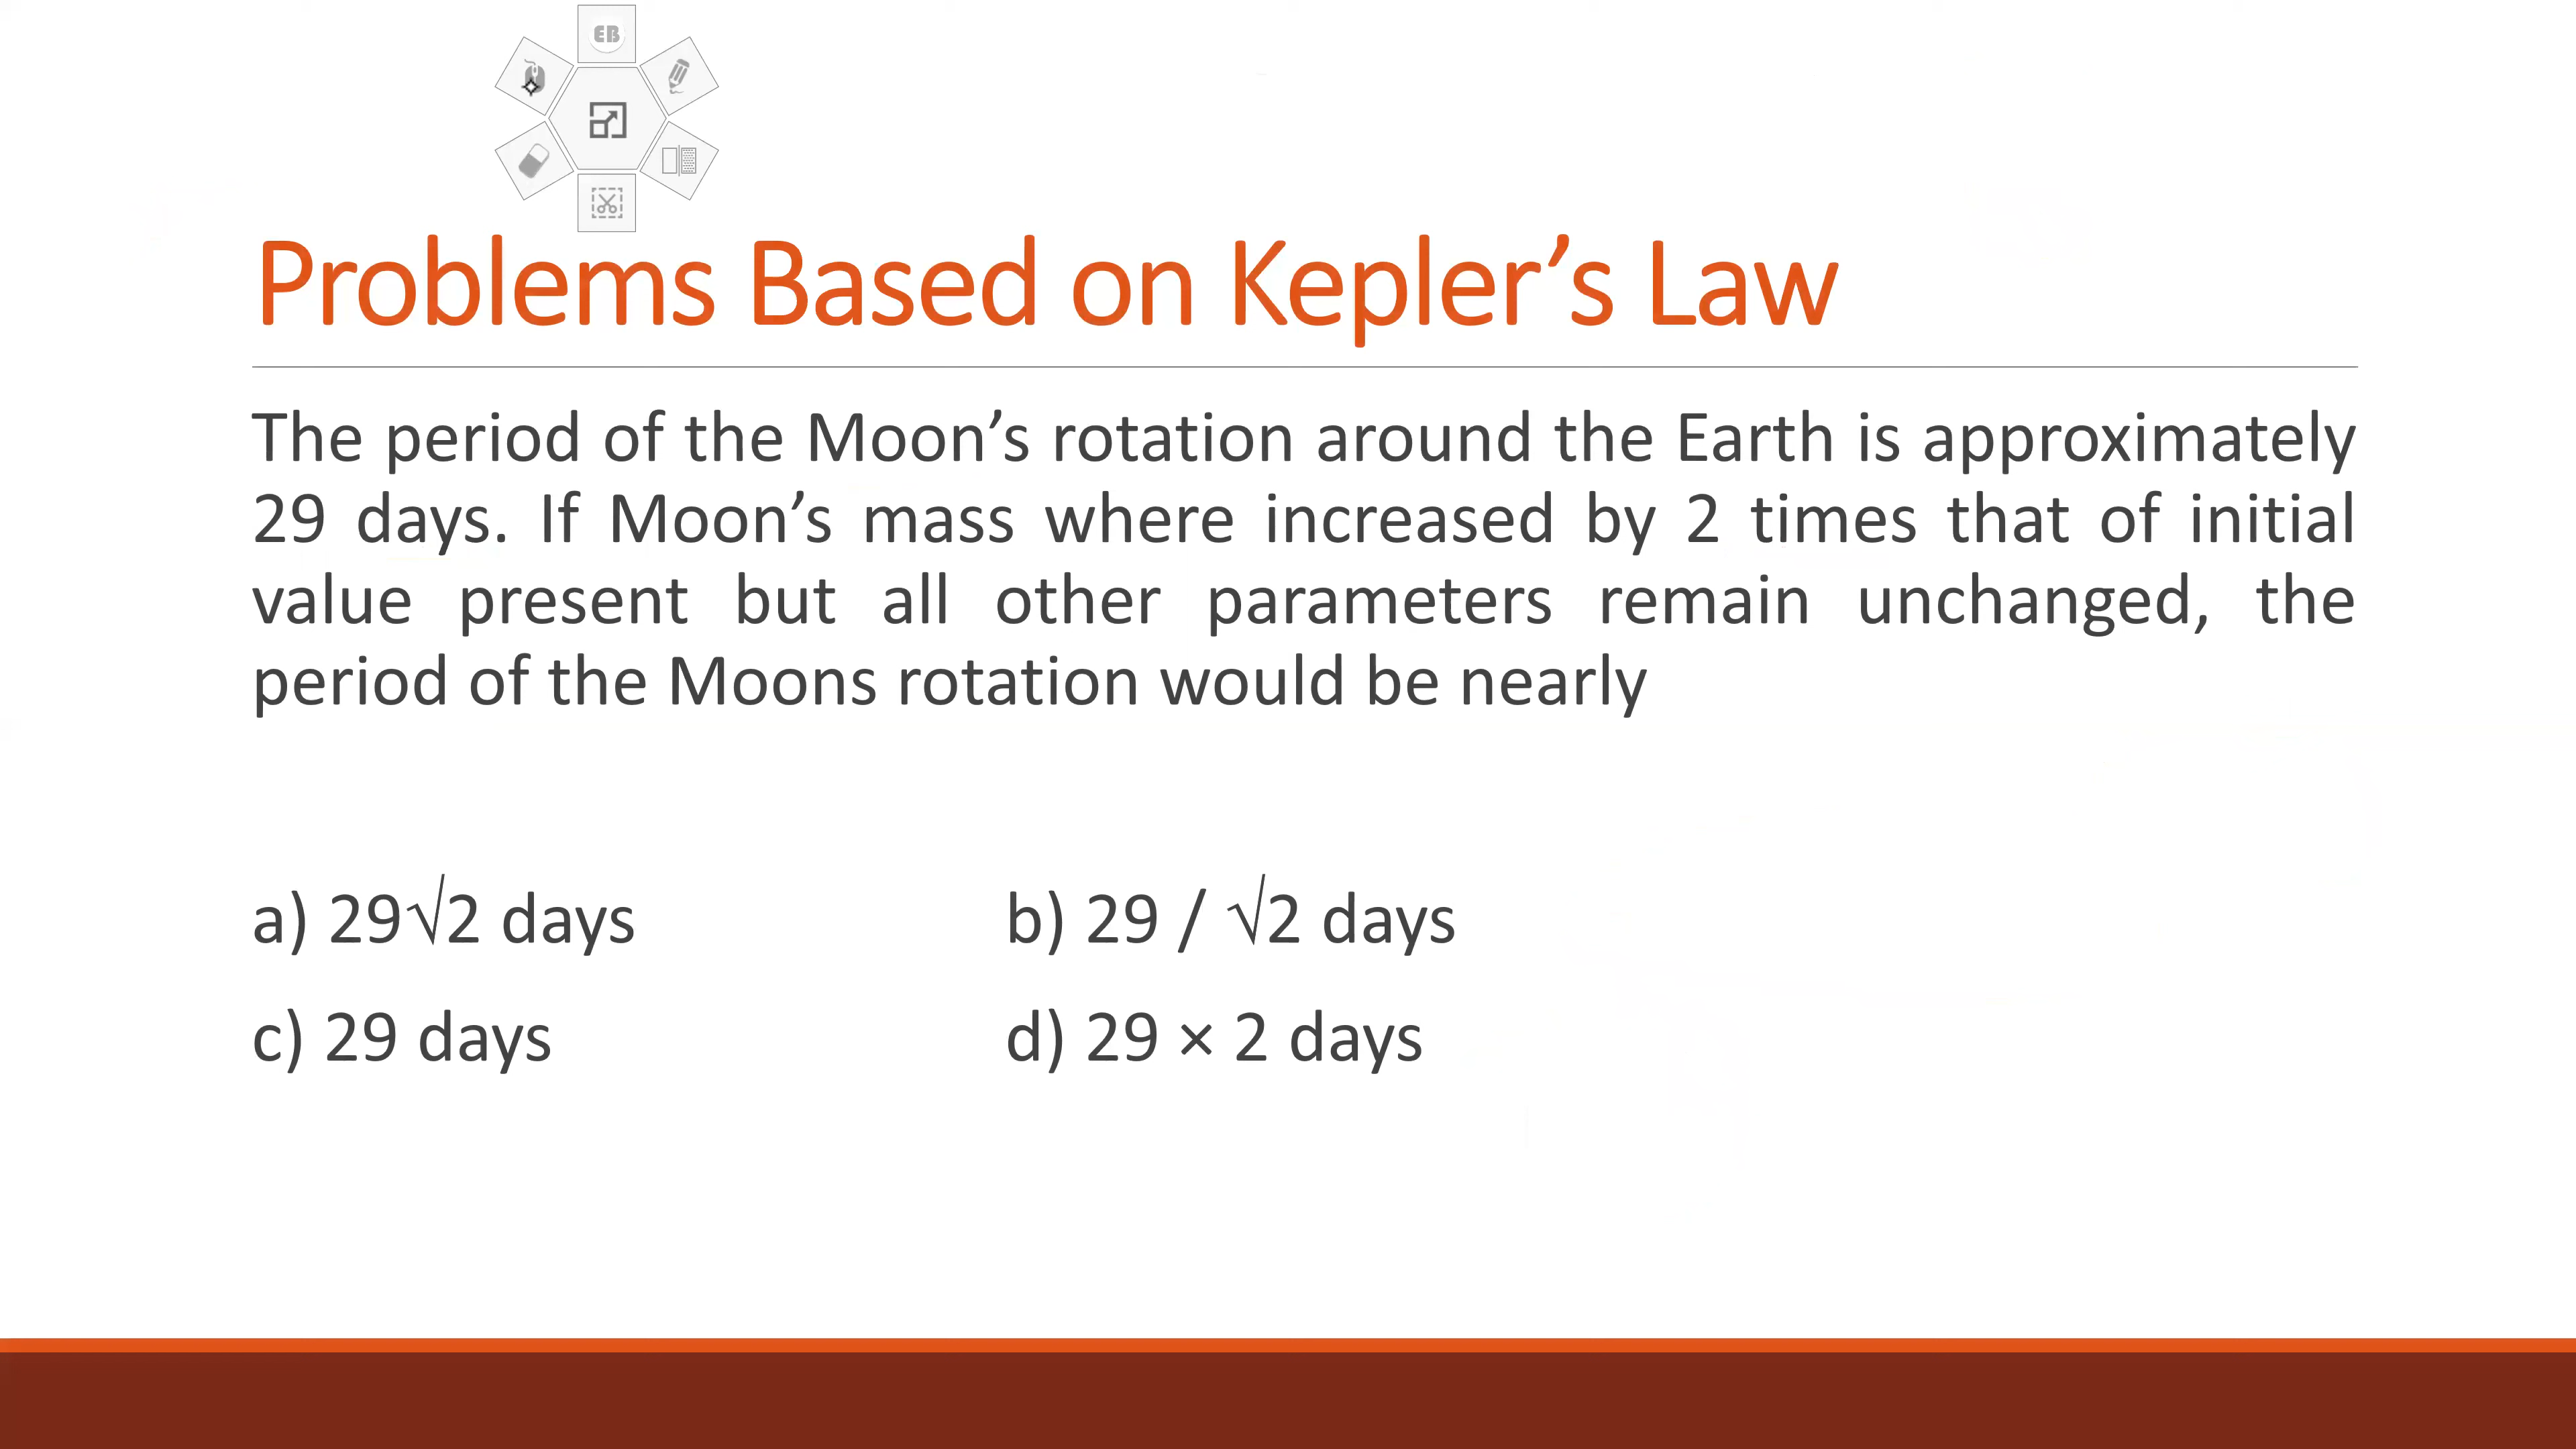 EB
Problems Based on Kepler’s Law
The period of the Moon’s rotation around the Earth is approximately
29 days. If Moon’s mass where increased by 2 times that of initial
value present but all other parameters remain unchanged, the
period of the Moons rotation would be nearly
a) 29√2 days b) 29 / √2 days
c) 29 days d) 29 × 2 days